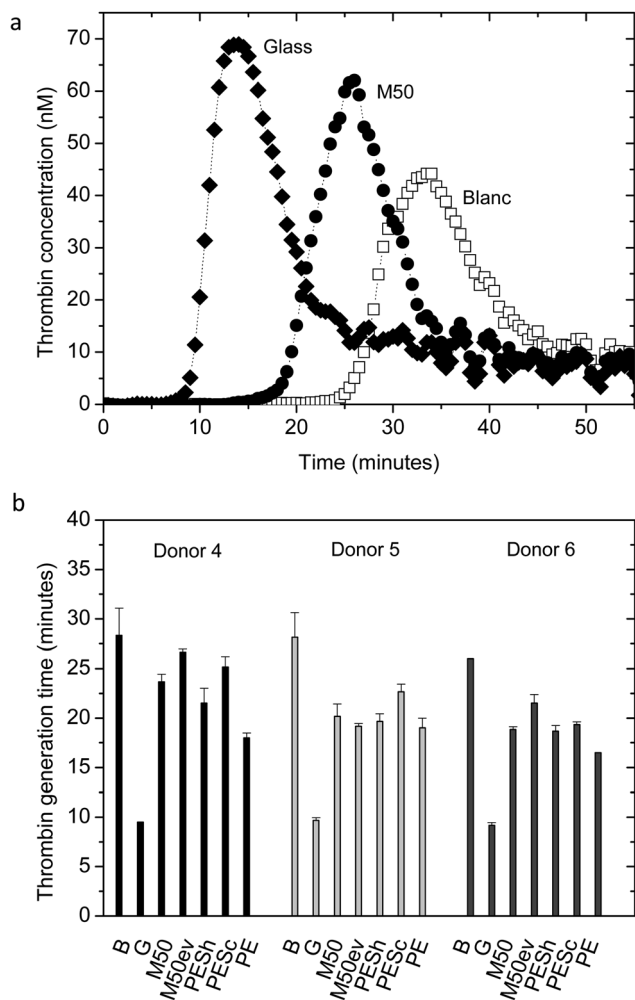 a
Thrombin concentration (nM)
70
60
50
40
30
20
10
0
Glass
M50
Blanc
0 10 20 30 40 50
Time (minutes)
b
Thrombin generation time (minutes)
40
35
30
25
20
15
10
5
0
Donor 4 Donor 5 Donor 6
B G M50 M50ev PESh PESc PE B G M50 M50ev PESh PESc PE B G M50 M50ev PESh PESc PE